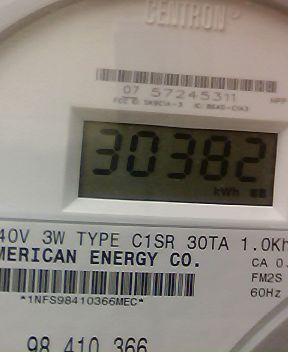 CENTRON®
07 57245311
30382
kWh
40V 3W TYPE C1SR 30TA 1.0Kh
MERICAN ENERGY CO.
CA 0.
FM2S
*1NFS98410366MEC*
60Hz
98 410 366